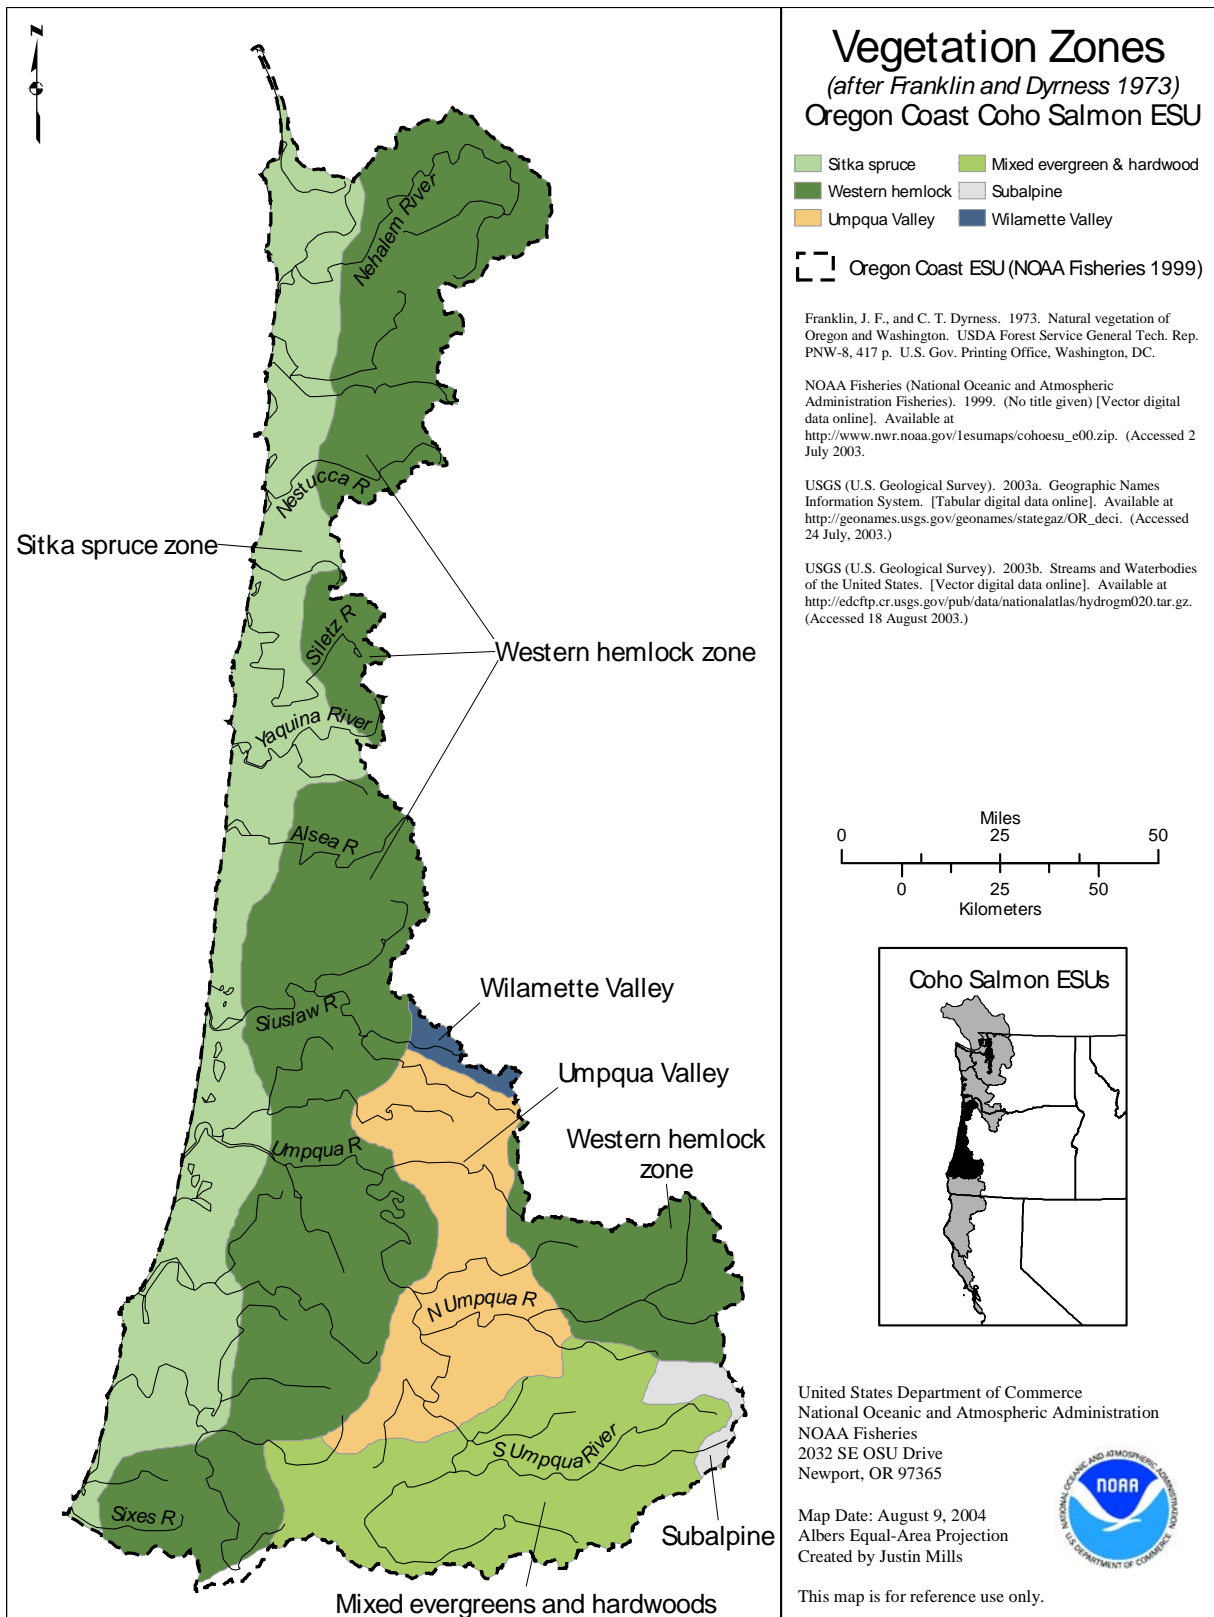 N
Vegetation Zones
(after Franklin and Dyrness 1973)
Oregon Coast Coho Salmon ESU
Sitka spruce
Western hemlock
Umpqua Valley
Mixed evergreen & hardwood
Subalpine
Wilamette Valley
Oregon Coast ESU (NOAA Fisheries 1999)
Franklin, J. F., and C. T. Dyrness. 1973. Natural vegetation of
Oregon and Washington. USDA Forest Service General Tech. Rep.
PNW-8, 417 p. U.S. Gov. Printing Office, Washington, DC.
NOAA Fisheries (National Oceanic and Atmospheric
Administration Fisheries). 1999. (No title given) [Vector digital
data online]. Available at
http://www.nwr.noaa.gov/1esumaps/cohoesu_e00.zip. (Accessed 2
July 2003.
USGS (U.S. Geological Survey). 2003a. Geographic Names
Information System. [Tabular digital data online]. Available at
http://geonames.usgs.gov/geonames/stategaz/OR_deci. (Accessed
24 July, 2003.)
USGS (U.S. Geological Survey). 2003b. Streams and Waterbodies
of the United States. [Vector digital data online]. Available at
http://edcftp.cr.usgs.gov/pub/data/nationalatlas/hydrogm020.tar.gz.
(Accessed 18 August 2003.)
Nehalem River
Nestucca R
Sitka spruce zone
Siletz R
Western hemlock zone
Yaquina River
Alsea R
Wilamette Valley
Siuslaw R
Umpqua Valley
Western hemlock
zone
Umpqua R
N Umpqua R
S Umpqua River
Sixes R
Subalpine
Mixed evergreens and hardwoods
Miles
0 25 50
0 25 50
Kilometers
Coho Salmon ESUs
United States Department of Commerce
National Oceanic and Atmospheric Administration
NOAA Fisheries
2032 SE OSU Drive
Newport, OR 97365
Map Date: August 9, 2004
Albers Equal-Area Projection
Created by Justin Mills
This map is for reference use only.
NATIONAL OCEANIC AND ATMOSPHERIC ADMINISTRATION
NOAA
U.S. DEPARTMENT OF COMMERCE